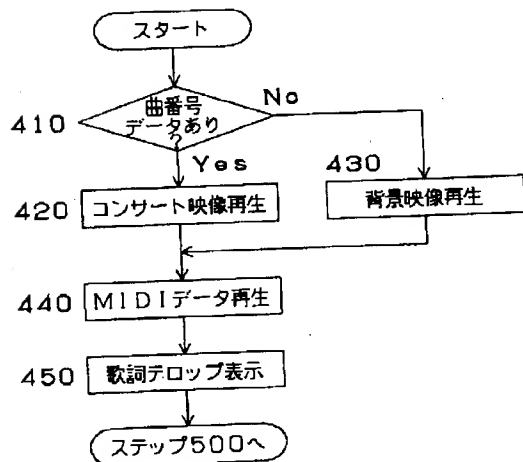 スタート
410
曲番号
データあり
?
No
Yes
430
420
コンサート映像再生
背景映像再生
440
MIDIデータ再生
450
歌詞テロップ表示
ステップ500へ